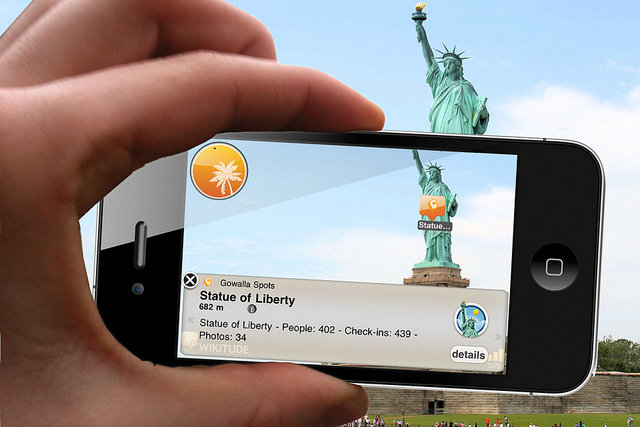 Statue...
Gowalla Spots
Statue of Liberty
682 m
Statue of Liberty - People: 402 - Check-ins: 439 -
Photos: 34
WIKITUDE
details